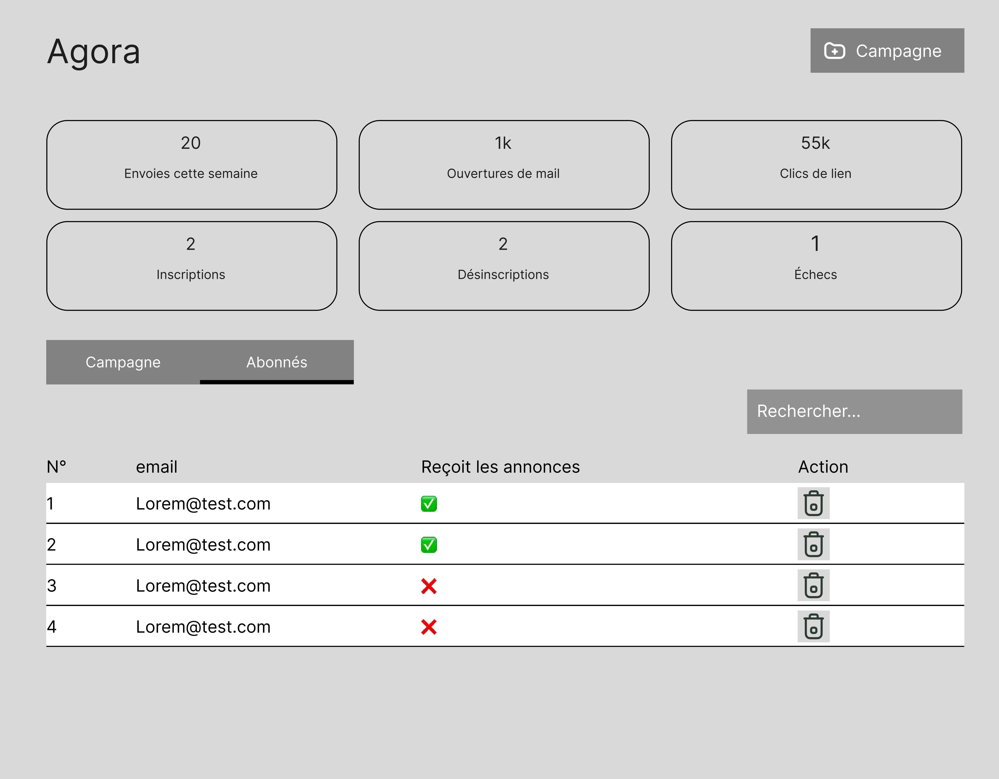 Agora
Campagne
20
Envoies cette semaine
1k
Ouvertures de mail
55k
Clics de lien
2
Inscriptions
2
Désinscriptions
1
Échecs
Campagne
Abonnés
Rechercher...
N° email Reçoit les annonces Action
1 Lorem@test.com ✅
2 Lorem@test.com ✅
3 Lorem@test.com ❌
4 Lorem@test.com ❌